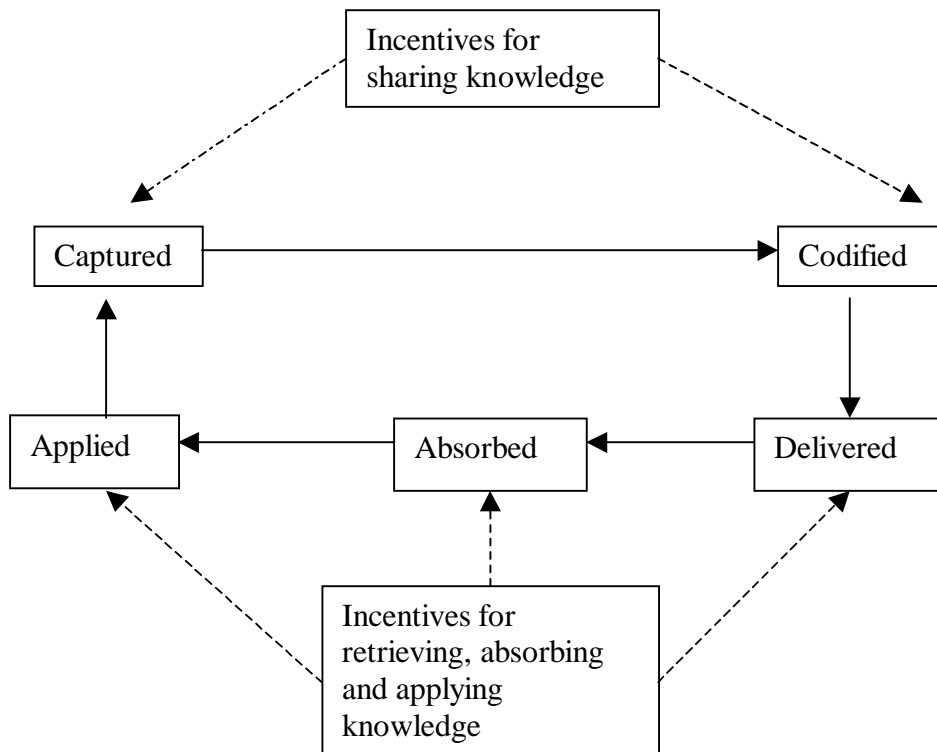 Incentives for
sharing knowledge
Captured
Codified
Applied
Absorbed
Delivered
Incentives for
retrieving, absorbing
and applying
knowledge